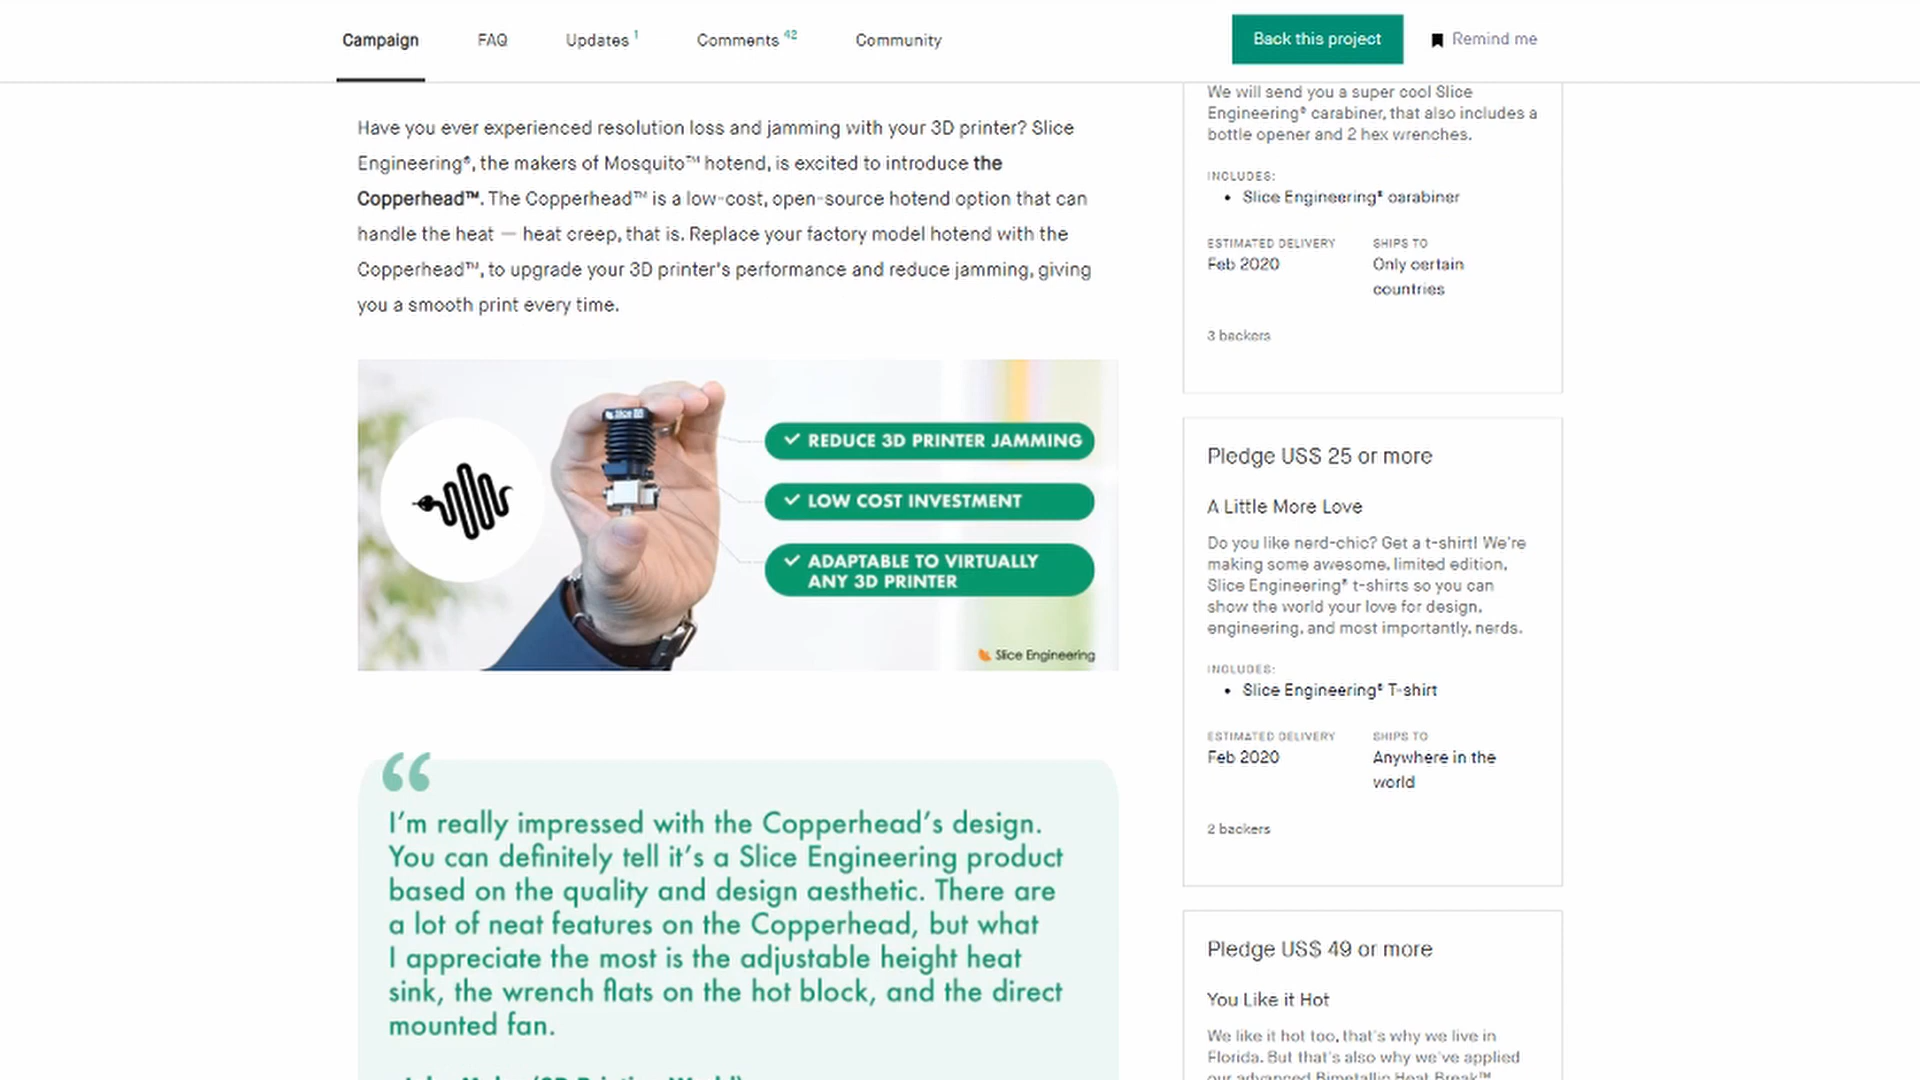 Campaign
FAQ
Updates 1
Comments 42
Community
Back this project
Remind me
Have you ever experienced resolution loss and jamming with your 3D printer? Slice
Engineering®, the makers of Mosquito™ hotend, is excited to introduce the
Copperhead™. The Copperhead™ is a low-cost, open-source hotend option that can
handle the heat — heat creep, that is. Replace your factory model hotend with the
Copperhead™, to upgrade your 3D printer's performance and reduce jamming, giving
you a smooth print every time.
Slice
✓ REDUCE 3D PRINTER JAMMING
✓ LOW COST INVESTMENT
✓ ADAPTABLE TO VIRTUALLY
ANY 3D PRINTER
Slice Engineering
“
I'm really impressed with the Copperhead's design.
You can definitely tell it's a Slice Engineering product
based on the quality and design aesthetic. There are
a lot of neat features on the Copperhead, but what
I appreciate the most is the adjustable height heat
sink, the wrench flats on the hot block, and the direct
mounted fan.
We will send you a super cool Slice
Engineering® carabiner, that also includes a
bottle opener and 2 hex wrenches.
INCLUDES:
• Slice Engineering® carabiner
ESTIMATED DELIVERY
Feb 2020
SHIPS TO
Only certain
countries
3 backers
Pledge US$ 25 or more
A Little More Love
Do you like nerd-chic? Get a t-shirt! We're
making some awesome, limited edition,
Slice Engineering® t-shirts so you can
show the world your love for design,
engineering, and most importantly, nerds.
INCLUDES:
• Slice Engineering® T-shirt
ESTIMATED DELIVERY
Feb 2020
SHIPS TO
Anywhere in the
world
2 backers
Pledge US$ 49 or more
You Like it Hot
We like it hot too, that's why we live in
Florida. But that's also why we've applied
our advanced Bimetallic Heat Break™